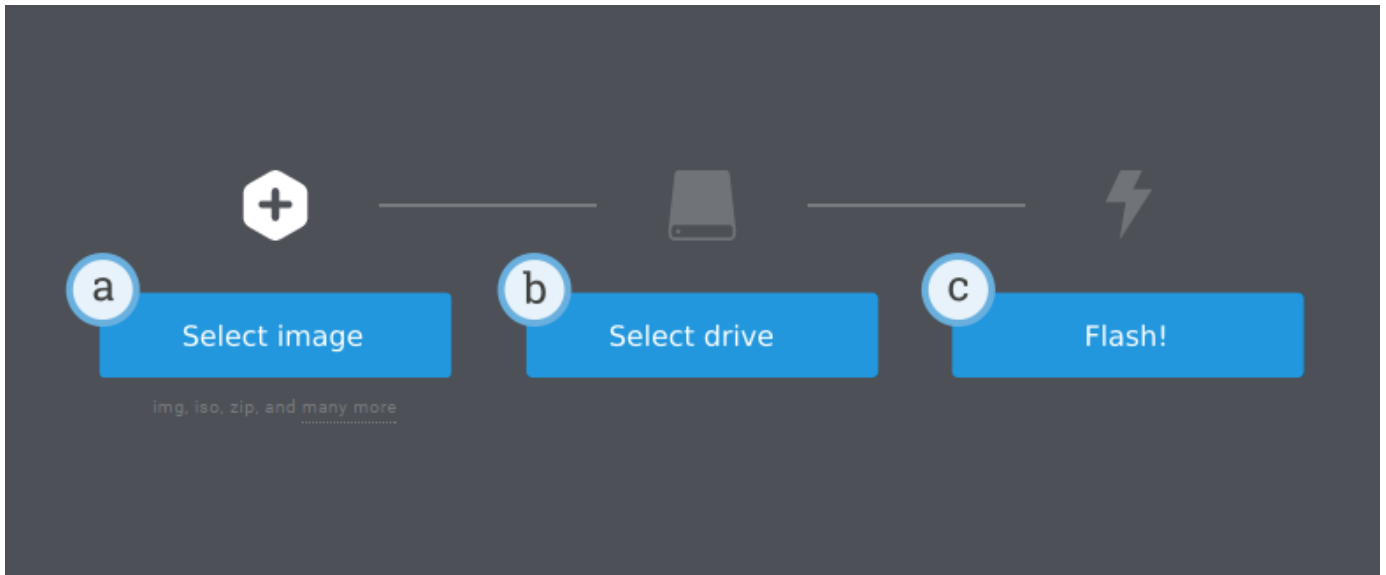 a
Select image
img, iso, zip, and many more
b
Select drive
c
Flash!